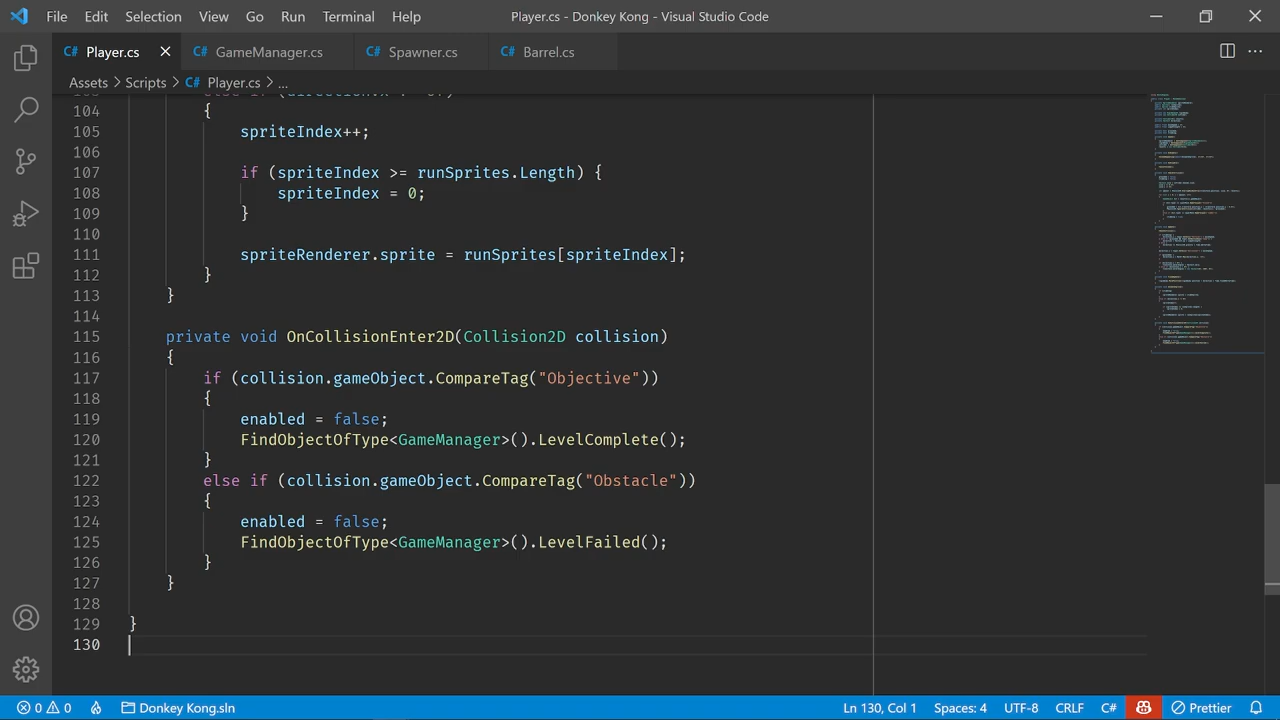 File Edit Selection View Go Run Terminal Help Player.cs - Donkey Kong - Visual Studio Code
C# Player.cs C# GameManager.cs C# Spawner.cs C# Barrel.cs
Assets > Scripts > C# Player.cs > ...
104 {
105 spriteIndex++;
106
107 if (spriteIndex >= runSprites.Length) {
108 spriteIndex = 0;
109 }
110
111 spriteRenderer.sprite = runSprites[spriteIndex];
112 }
113 }
114
115 private void OnCollisionEnter2D(Collision2D collision)
116 {
117 if (collision.gameObject.CompareTag("Objective"))
118 {
119 enabled = false;
120 FindObjectOfType<GameManager>().LevelComplete();
121 }
122 else if (collision.gameObject.CompareTag("Obstacle"))
123 {
124 enabled = false;
125 FindObjectOfType<GameManager>().LevelFailed();
126 }
127 }
128
129 }
130
0 0 Donkey Kong.sln Ln 130, Col 1 Spaces: 4 UTF-8 CRLF C# Prettier